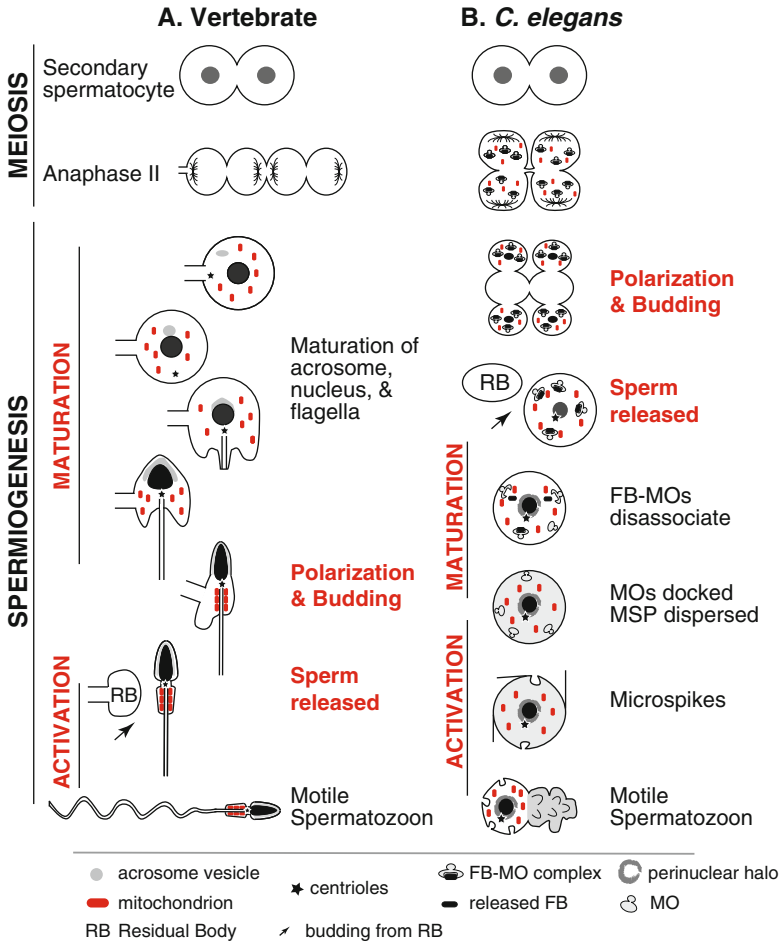 A. Vertebrate
B. C. elegans
MEIOSIS
Secondary
spermatocyte
Anaphase II
SPERMIOGENESIS
MATURATION
Maturation of
acrosome,
nucleus, &
flagella
Polarization
& Budding
ACTIVATION
RB
Sperm
released
Motile
Spermatozoon
Polarization
& Budding
RB
Sperm
released
MATURATION
FB-MOs
disassociate
MOs docked
MSP dispersed
ACTIVATION
Microspikes
Motile
Spermatozoon
acrosome vesicle
centrioles
FB-MO complex
perinuclear halo
mitochondrion
released FB
MO
RB Residual Body
budding from RB